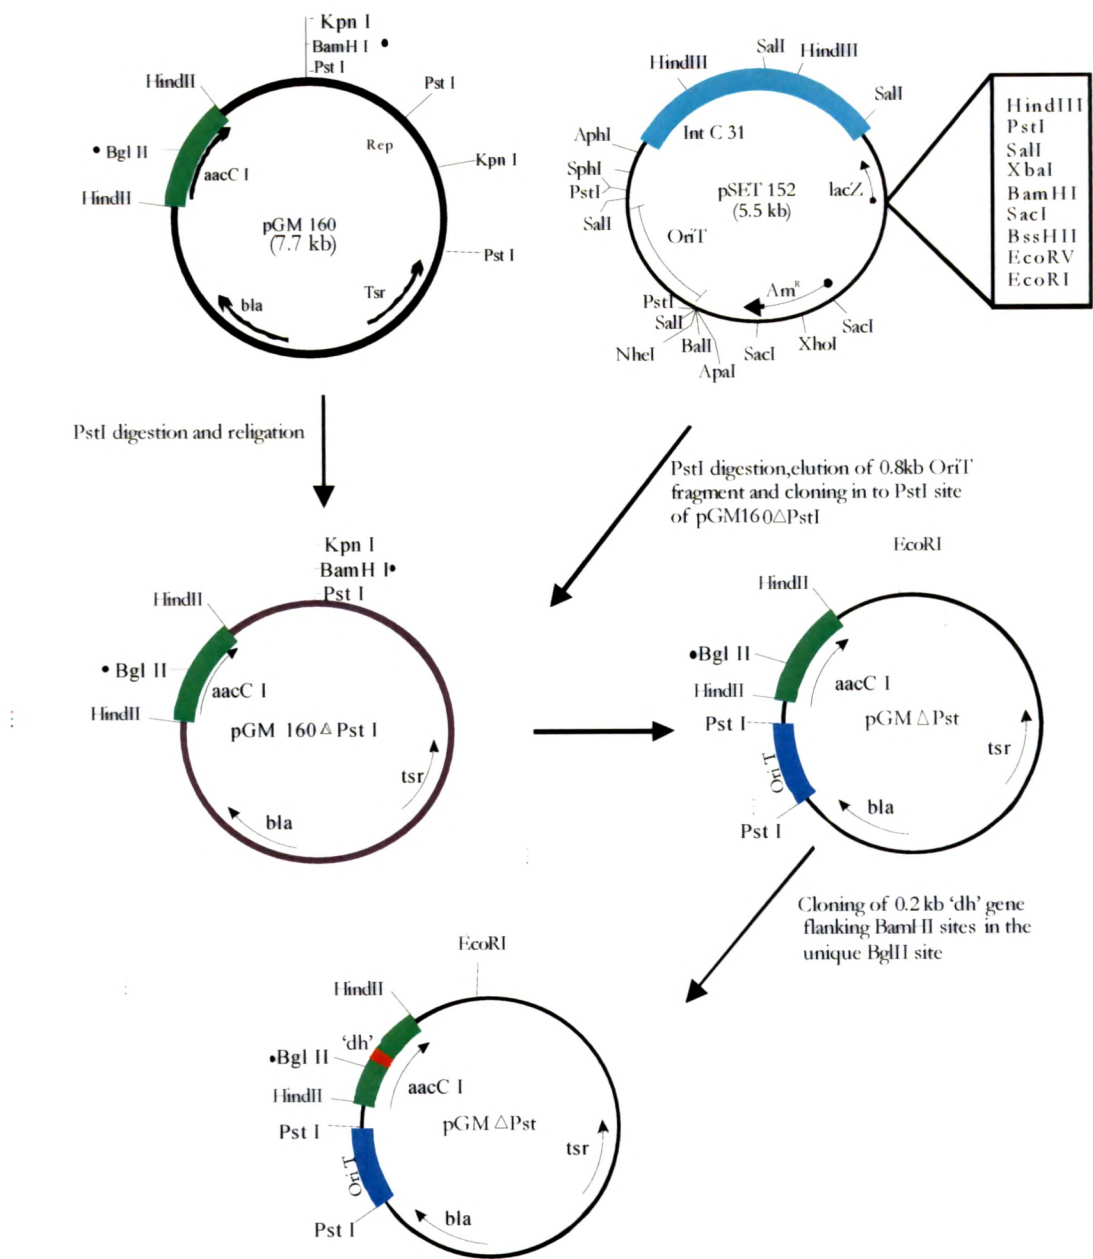 Kpn I
BamH I •
Pst I
HindII
Pst I
• Bgl II
Rep
aacC I
Kpn I
HindII
pGM 160
(7.7 kb)
Pst I
Tsr
bla
SalI
HindIII
HindIII
SalI
Int C 31
AphI
SphI
PstI
SalI
pSET 152
(5.5 kb)
lacZ
OriT
Am^R
PstI
SalI
NheI
BalI
ApaI
SacI
XhoI
SacI
HindIII
PstI
SalI
XbaI
BamHI
SacI
BssHII
EcoRV
EcoRI
PstI digestion and religation
PstI digestion,elution of 0.8kb OriT
fragment and cloning in to PstI site
of pGM160△PstI
Kpn I
BamH I•
Pst I
HindII
• Bgl II
aacC I
HindII
pGM 160△Pst I
tsr
bla
EcoRI
HindII
•Bgl II
aacC I
HindII
Pst I
pGM△Pst
OriT
tsr
bla
Pst I
Cloning of 0.2 kb ‘dh’ gene
flanking BamHI sites in the
unique BglII site
EcoRI
HindII
‘dh’
•Bgl II
aacC I
HindII
Pst I
pGM△Pst
OriT
tsr
bla
Pst I